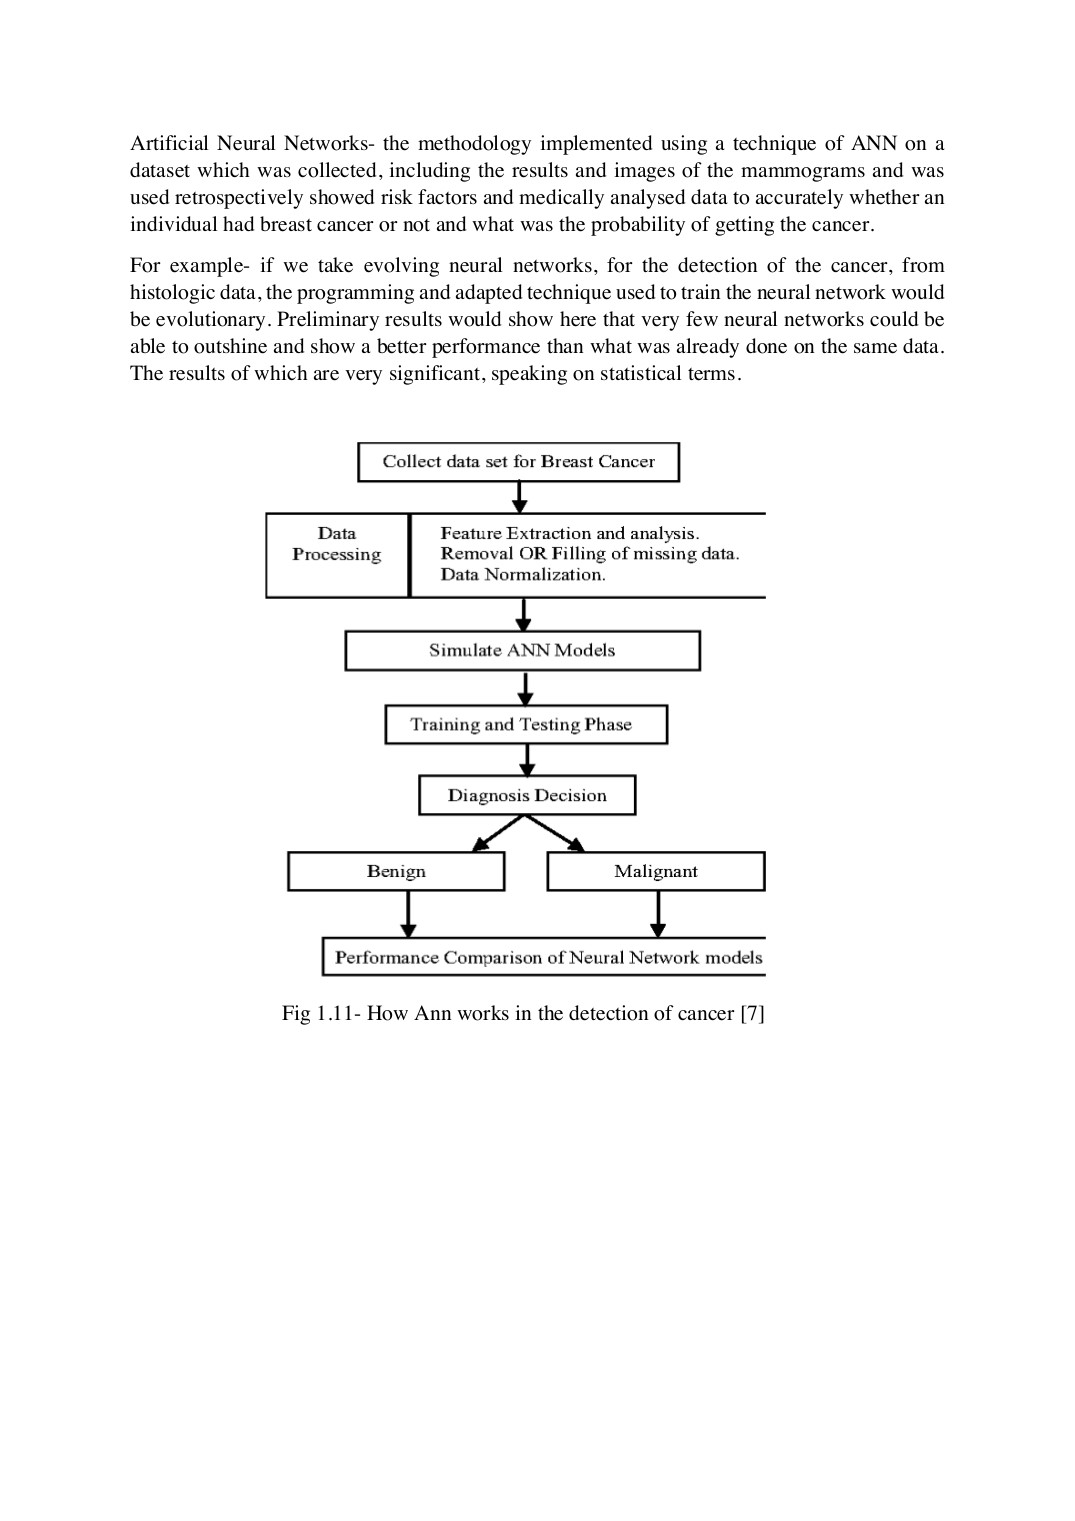 Artificial Neural Networks- the methodology implemented using a technique of ANN on a
dataset which was collected, including the results and images of the mammograms and was
used retrospectively showed risk factors and medically analysed data to accurately whether an
individual had breast cancer or not and what was the probability of getting the cancer.
For example- if we take evolving neural networks, for the detection of the cancer, from
histologic data, the programming and adapted technique used to train the neural network would
be evolutionary. Preliminary results would show here that very few neural networks could be
able to outshine and show a better performance than what was already done on the same data.
The results of which are very significant, speaking on statistical terms.
Collect data set for Breast Cancer
Data
Processing
Feature Extraction and analysis.
Removal OR Filling of missing data.
Data Normalization.
Simulate ANN Models
Training and Testing Phase
Diagnosis Decision
Benign
Malignant
Performance Comparison of Neural Network models
Fig 1.11- How Ann works in the detection of cancer [7]